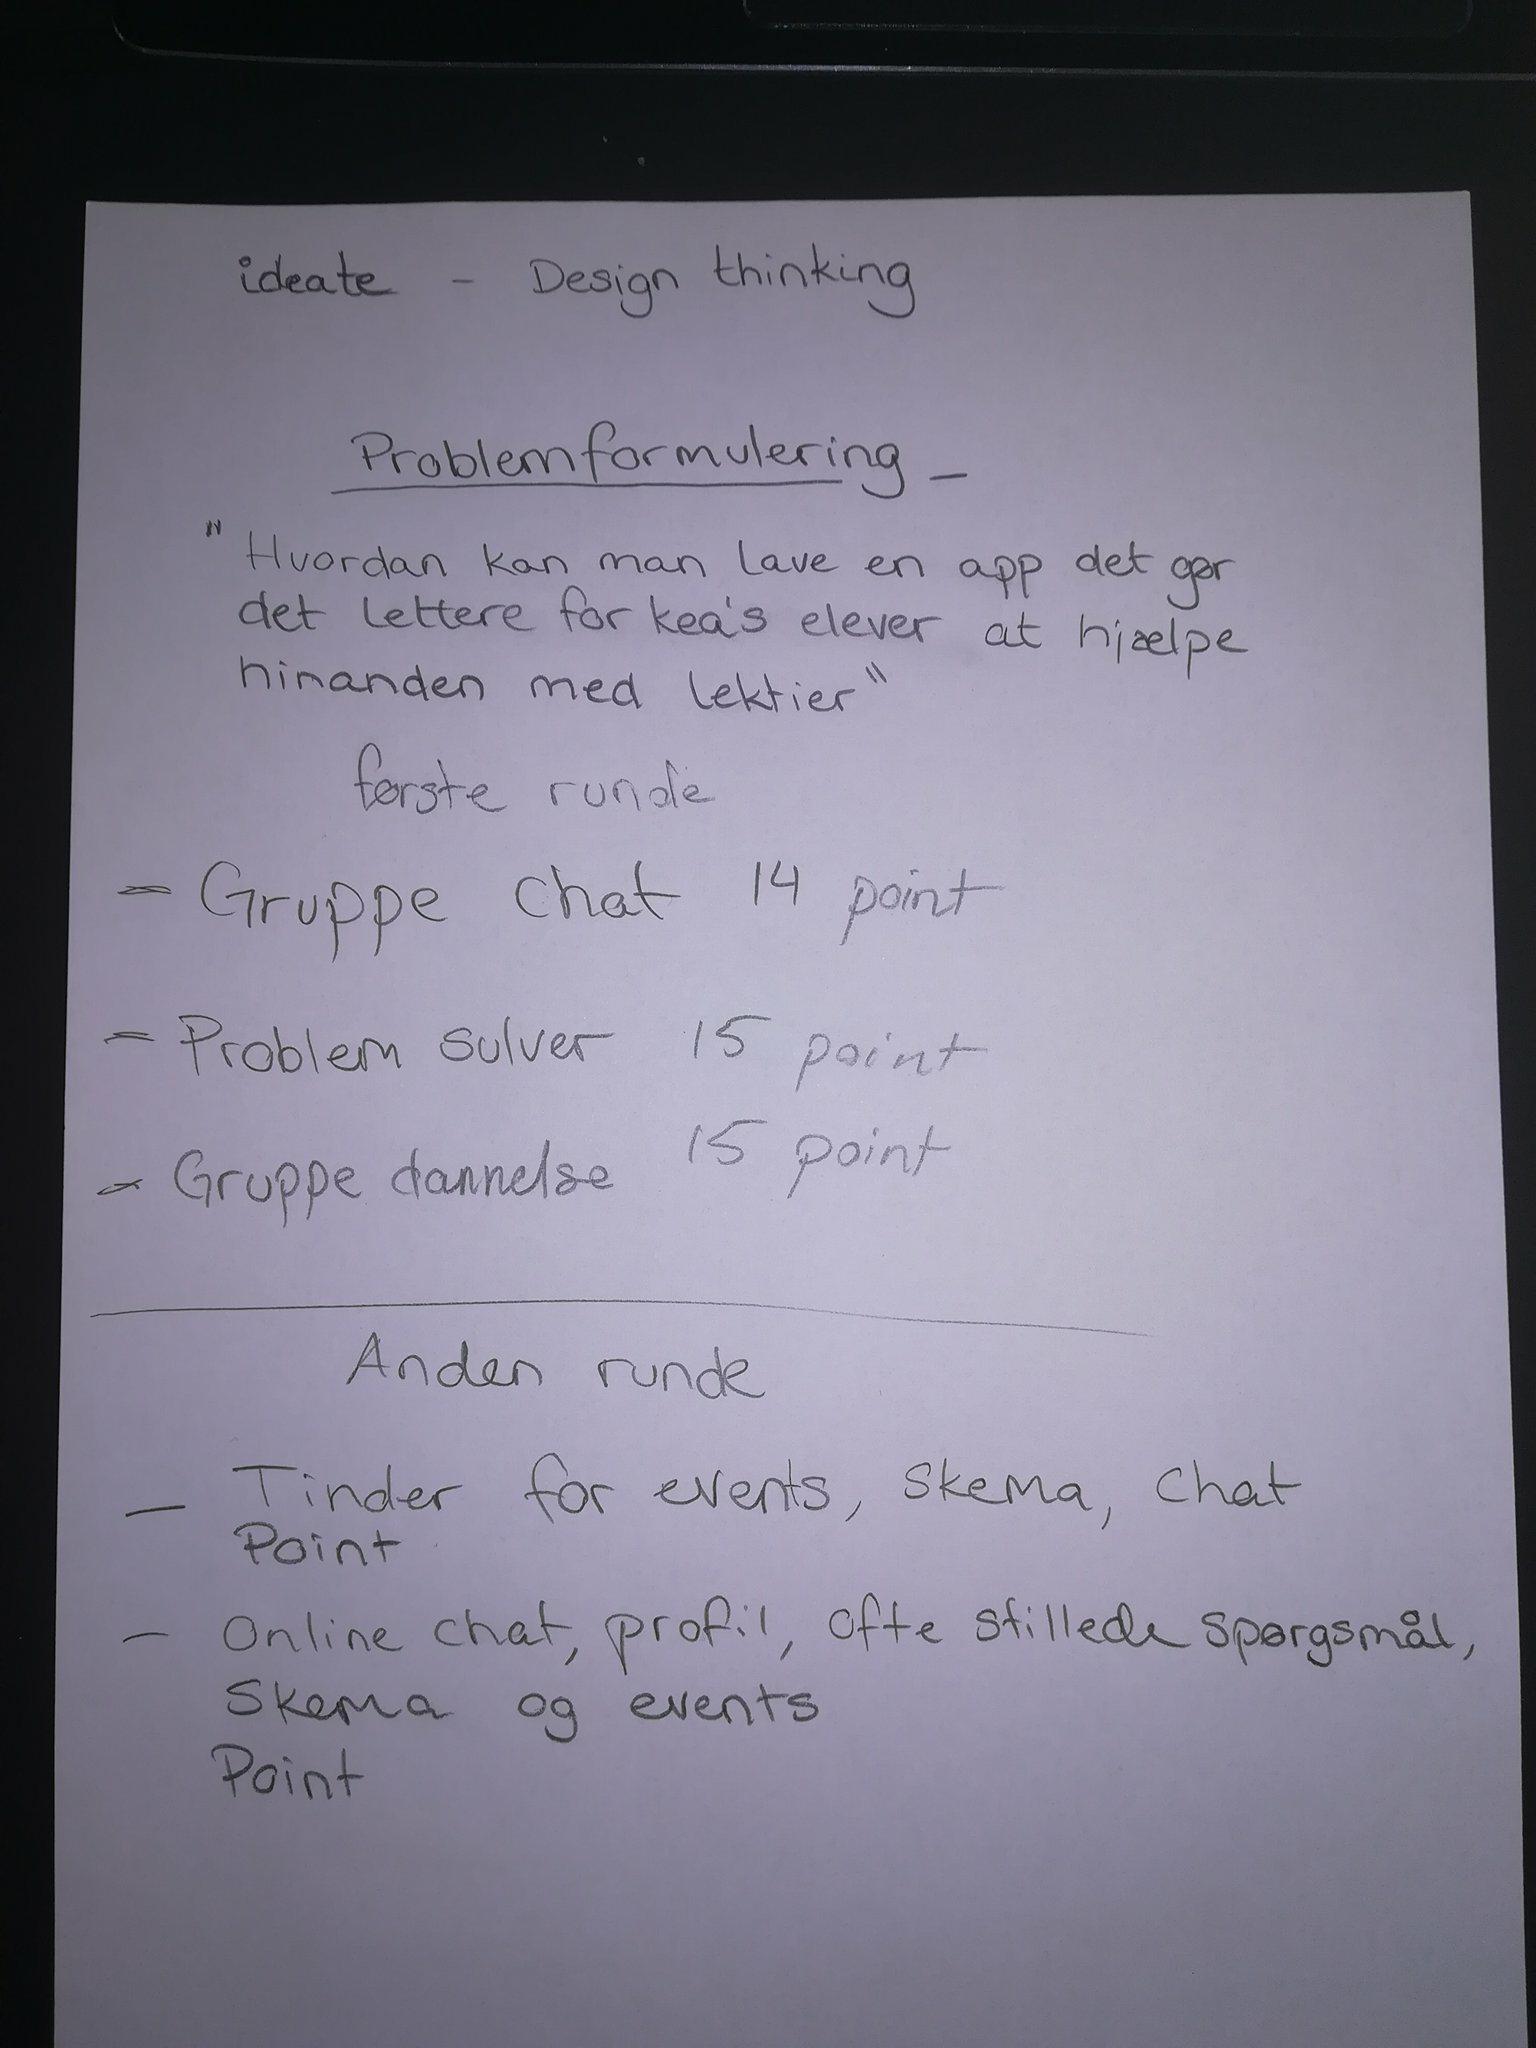 ideate - Design thinking
Problemformulering -
"Hvordan kan man lave en app det gør
det lettere for kea's elever at hjælpe
hinanden med lektier"
første runde
- Gruppe chat 14 point
- Problem sulver 15 point
- Gruppe dannelse 15 point
Anden runde
- Tinder for events, skema, chat
Point
- Online chat, profil, ofte stillede spørgsmål,
skema og events
Point